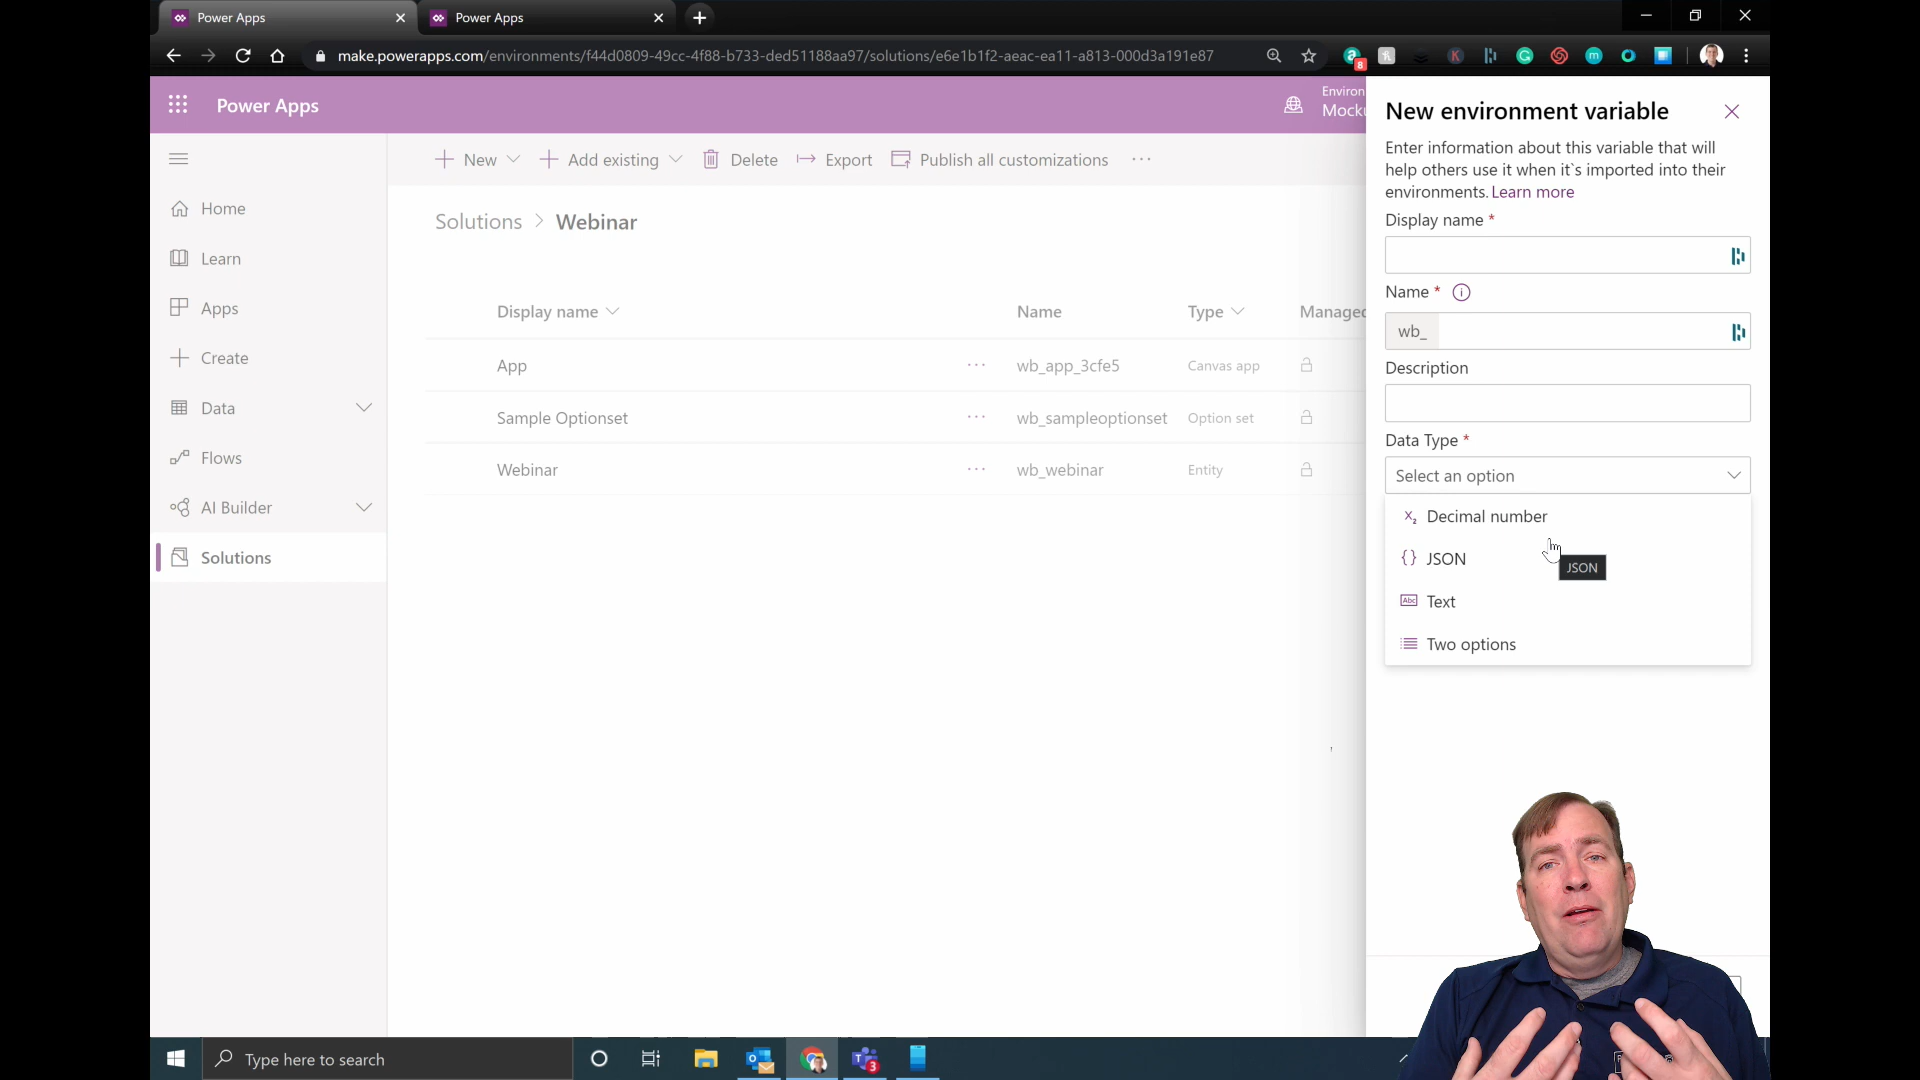 Power Apps
Power Apps
make.powerapps.com/environments/f44d0809-49cc-4f88-b733-ded51188aa97/solutions/e6e1b1f2-aeac-ea11-a813-000d3a191e87
8
Power Apps
Environ
Mocku
New
Add existing
Delete
Export
Publish all customizations
Home
Learn
Apps
Create
Data
Flows
AI Builder
Solutions
Solutions > Webinar
Display name
Name
Type
Managed
App
wb_app_3cfe5
Canvas app
Sample Optionset
wb_sampleoptionset
Option set
Webinar
wb_webinar
Entity
New environment variable
Enter information about this variable that will
help others use it when it`s imported into their
environments. Learn more
Display name *
Name *
wb_
Description
Data Type *
Select an option
Decimal number
JSON
JSON
Abc
Text
Two options
Type here to search
3